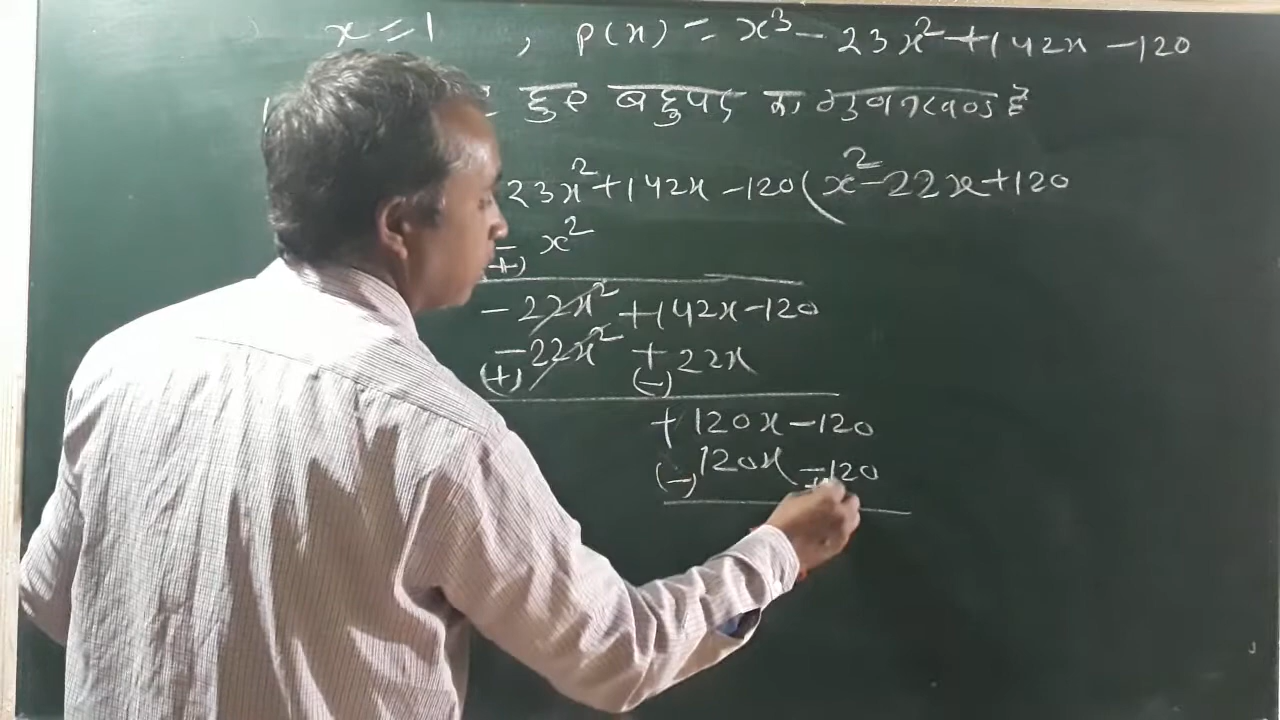 x = 1 , p(x) = x³ - 23x² + 142x - 120
हुए बहुपद का गुणनखण्ड है
23x² + 142x - 120 ( x² - 22x + 120
x²
(+)
- 22x² + 142x - 120
- 22x² + 22x
(+) (-)
+ 120x - 120
120x - 120
(-) +